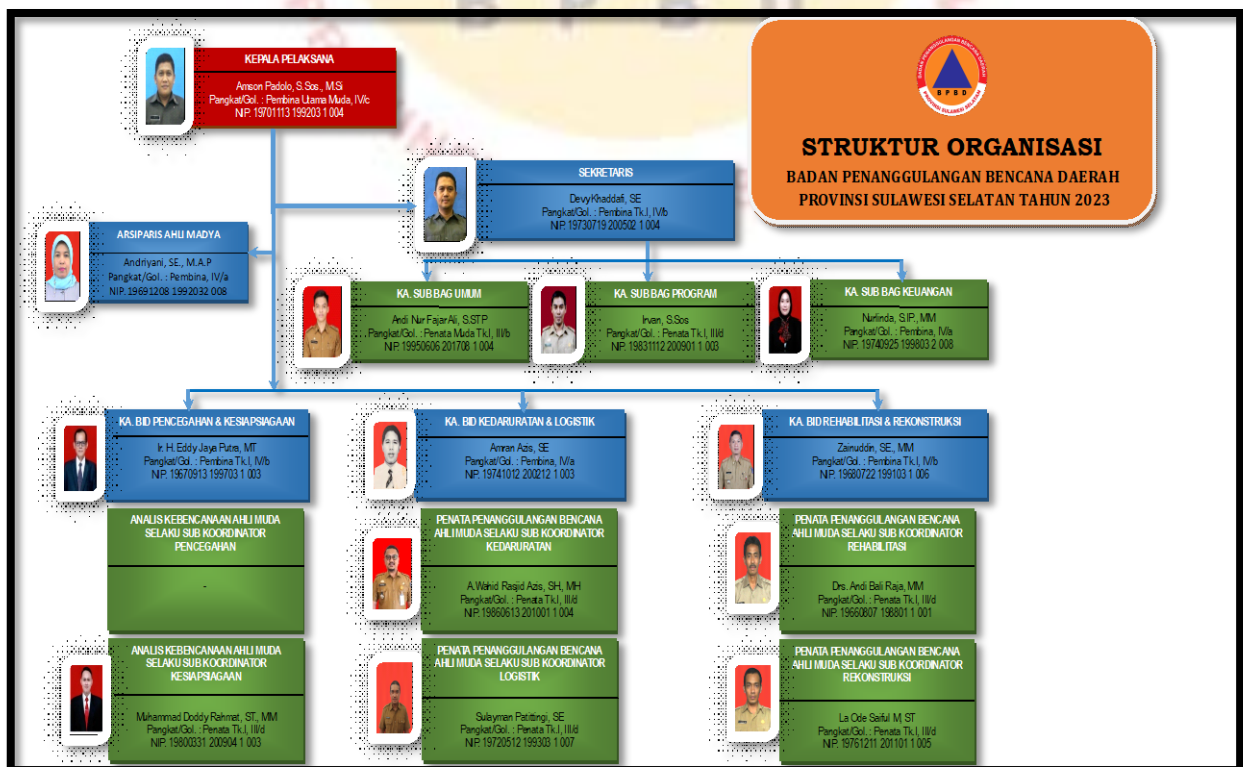 B P B D
KEPALA PELAKSANA
Amson Padolo, S.Sos., M.Si
Pangkat/Gol. : Pembina Utama Muda, IV/c
NIP. 19701113 199203 1 004
BADAN PENANGGULANGAN BENCANA DAERAH
BPBD
PROVINSI SULAWESI SELATAN
STRUKTUR ORGANISASI
BADAN PENANGGULANGAN BENCANA DAERAH
PROVINSI SULAWESI SELATAN TAHUN 2023
SEKRETARIS
Devy Khaddafi, SE
Pangkat/Gol. : Pembina Tk.I, IV/b
NIP. 19730719 200502 1 004
ARSIPARIS AHLI MADYA
Andriyani, SE., M.A.P
Pangkat/Gol. : Pembina, IV/a
NIP. 19691208 1992032 008
KA. SUB BAG UMUM
Andi Nur Fajar Ali, S.STP
Pangkat/Gol. : Penata Muda Tk.I, III/b
NIP. 19950606 201708 1 004
KA. SUB BAG PROGRAM
Irvan, S.Sos
Pangkat/Gol. : Penata Tk.I, III/d
NIP. 19831112 200901 1 003
KA. SUB BAG KEUANGAN
Nurlinda, S.IP., MM
Pangkat/Gol. : Pembina, IV/a
NIP. 19740925 199803 2 008
KA. BID PENCEGAHAN & KESIAPSIAGAAN
Ir. H. Eddy Jaya Putra, MT
Pangkat/Gol. : Pembina Tk.I, IV/b
NIP. 19670913 199703 1 003
KA. BID KEDARURATAN & LOGISTIK
Amran Azis, SE
Pangkat/Gol. : Pembina, IV/a
NIP. 19741012 200212 1 003
KA. BID REHABILITASI & REKONSTRUKSI
Zainuddin, SE., MM
Pangkat/Gol. : Pembina Tk.I, IV/b
NIP. 19680722 199103 1 006
ANALIS KEBENCANAAN AHLI MUDA
SELAKU SUB KOORDINATOR
PENCEGAHAN
-
PENATA PENANGGULANGAN BENCANA
AHLI MUDA SELAKU SUB KOORDINATOR
KEDARURATAN
A.Wahid Rasjid Azis, SH, MH
Pangkat/Gol. : Penata Tk.I, III/d
NIP. 19860613 201001 1 004
PENATA PENANGGULANGAN BENCANA
AHLI MUDA SELAKU SUB KOORDINATOR
REHABILITASI
Drs. Andi Bali Raja, MM
Pangkat/Gol. : Penata Tk.I, III/d
NIP. 19660807 198801 1 001
ANALIS KEBENCANAAN AHLI MUDA
SELAKU SUB KOORDINATOR
KESIAPSIAGAAN
Muhammad Doddy Rahmat, ST., MM
Pangkat/Gol. : Penata Tk.I, III/d
NIP. 19800331 200904 1 003
PENATA PENANGGULANGAN BENCANA
AHLI MUDA SELAKU SUB KOORDINATOR
LOGISTIK
Sulayman Patittingi, SE
Pangkat/Gol. : Penata Tk.I, III/d
NIP. 19720512 199303 1 007
PENATA PENANGGULANGAN BENCANA
AHLI MUDA SELAKU SUB KOORDINATOR
REKONSTRUKSI
La Ode Saiful M, ST
Pangkat/Gol. : Penata Tk.I, III/d
NIP. 19761211 201101 1 005